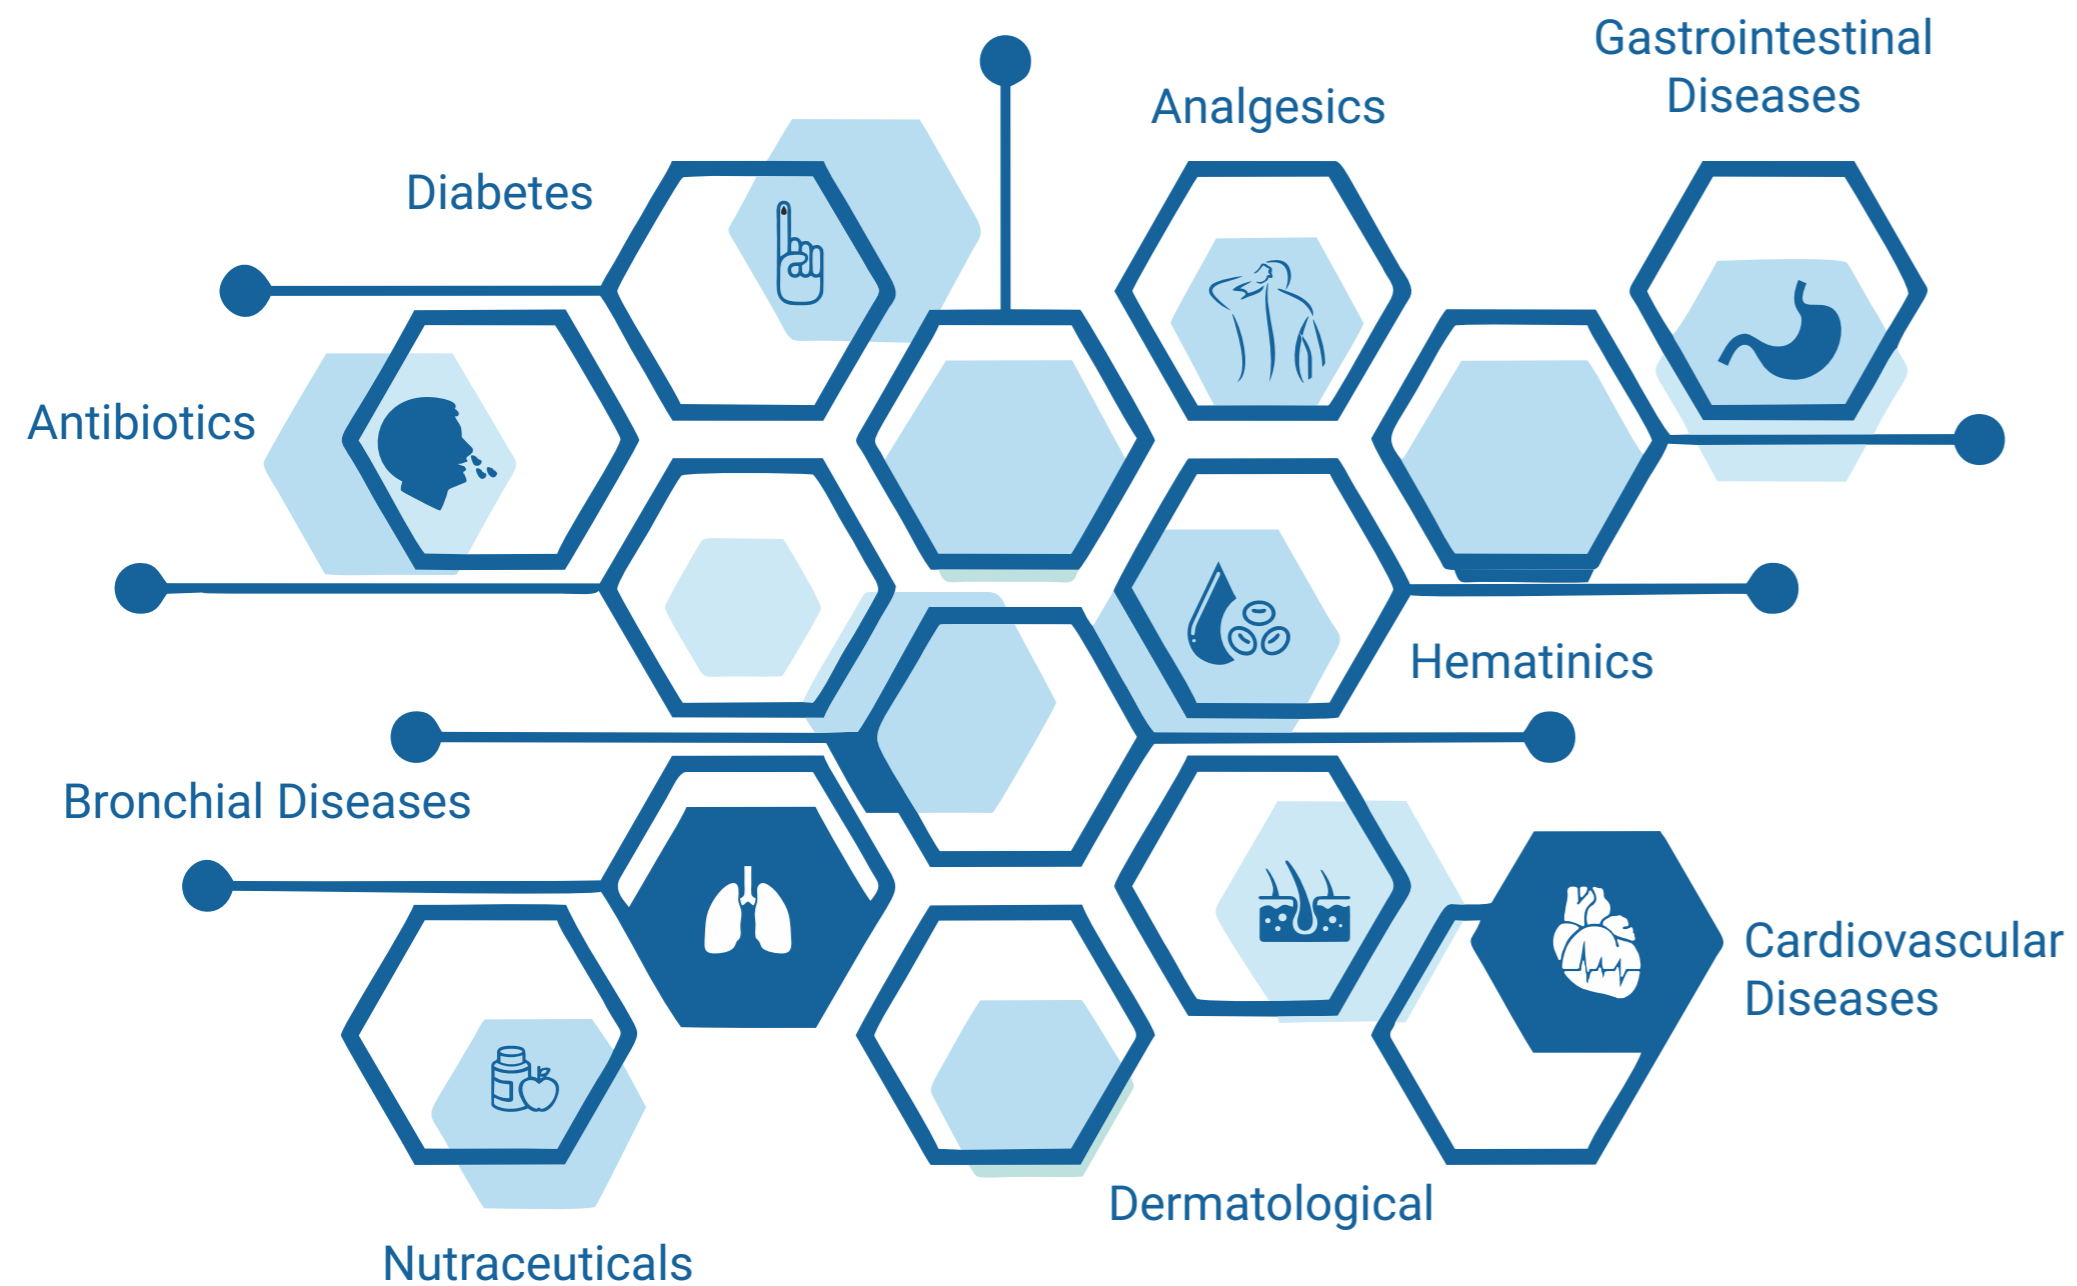 Gastrointestinal
Diseases
Analgesics
Diabetes
Antibiotics
Hematinics
Bronchial Diseases
Cardiovascular
Diseases
Dermatological
Nutraceuticals